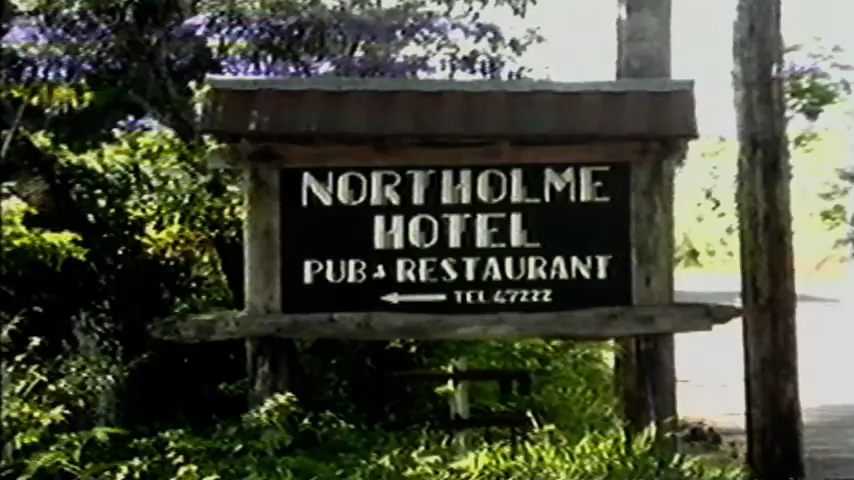 NORTHOLME
HOTEL
PUB & RESTAURANT
← TEL 47222